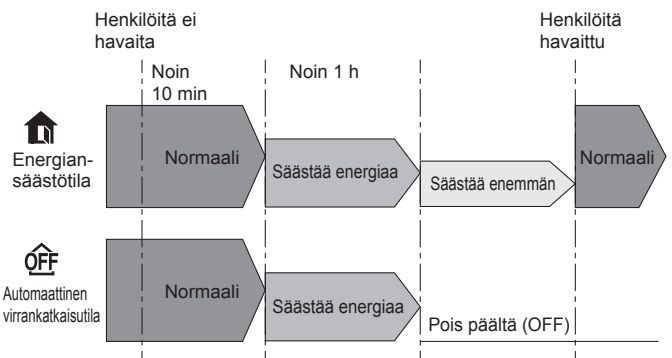 Henkilöitä ei
havaita
Henkilöitä
havaittu
Noin
10 min
Noin 1 h
Energian-
säästötila
Normaali
Säästää energiaa
Säästää enemmän
Normaali
OFF
Automaattinen
virrankatkaisutila
Normaali
Säästää energiaa
Pois päältä (OFF)